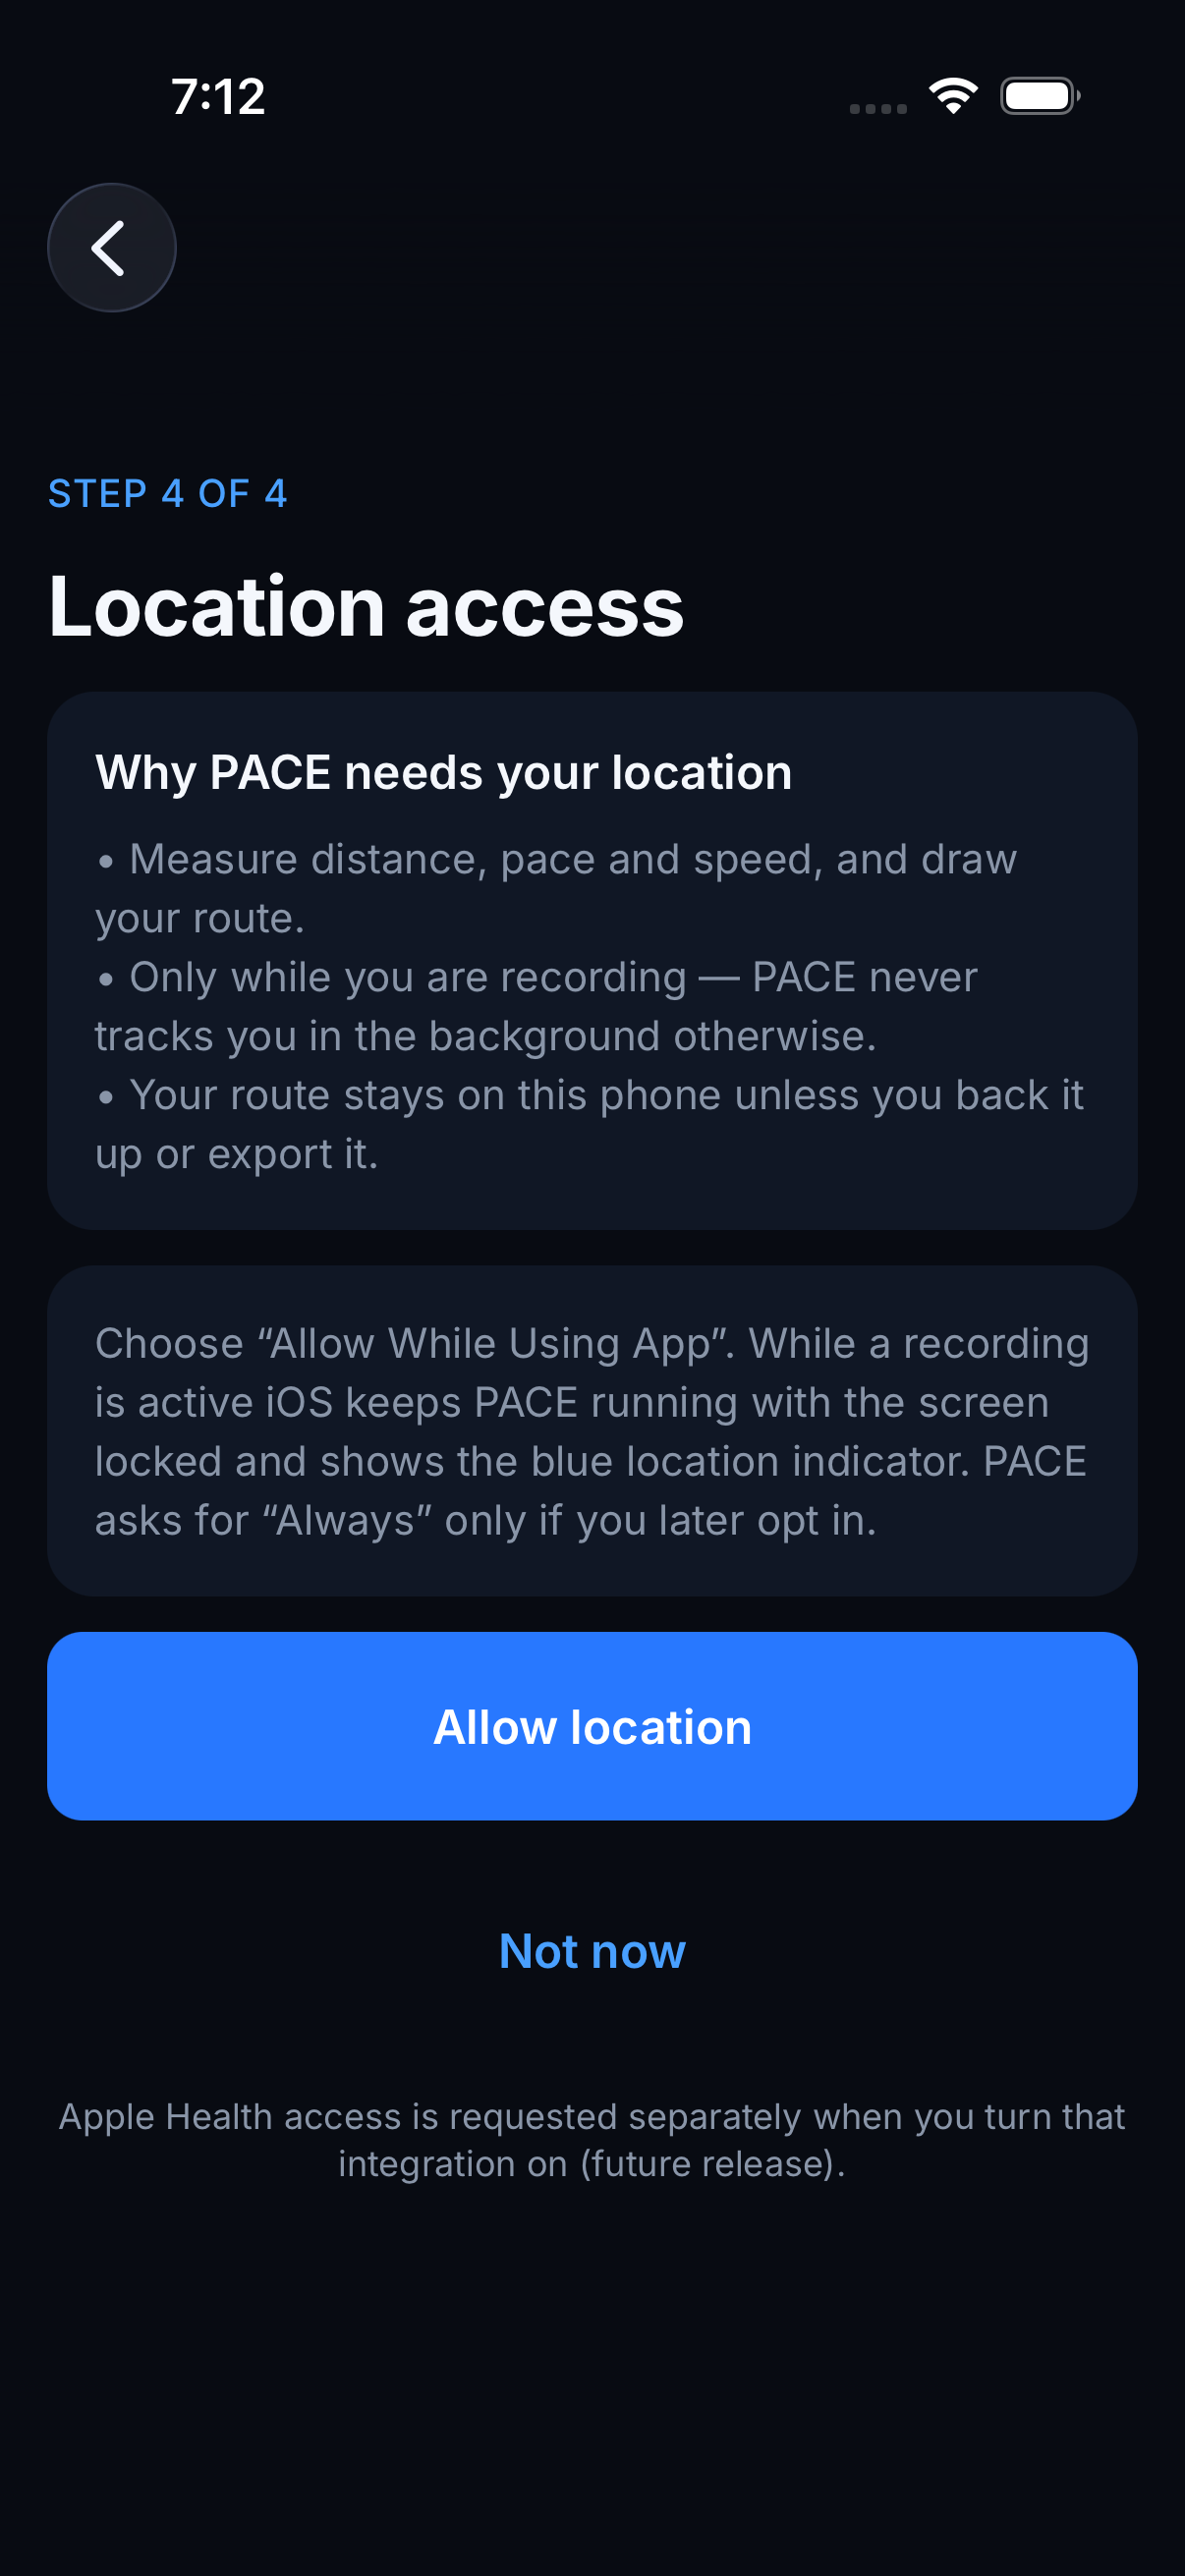 7:12
STEP 4 OF 4
Location access
Why PACE needs your location
• Measure distance, pace and speed, and draw
your route.
• Only while you are recording — PACE never
tracks you in the background otherwise.
• Your route stays on this phone unless you back it
up or export it.
Choose “Allow While Using App”. While a recording
is active iOS keeps PACE running with the screen
locked and shows the blue location indicator. PACE
asks for “Always” only if you later opt in.
Allow location
Not now
Apple Health access is requested separately when you turn that
integration on (future release).